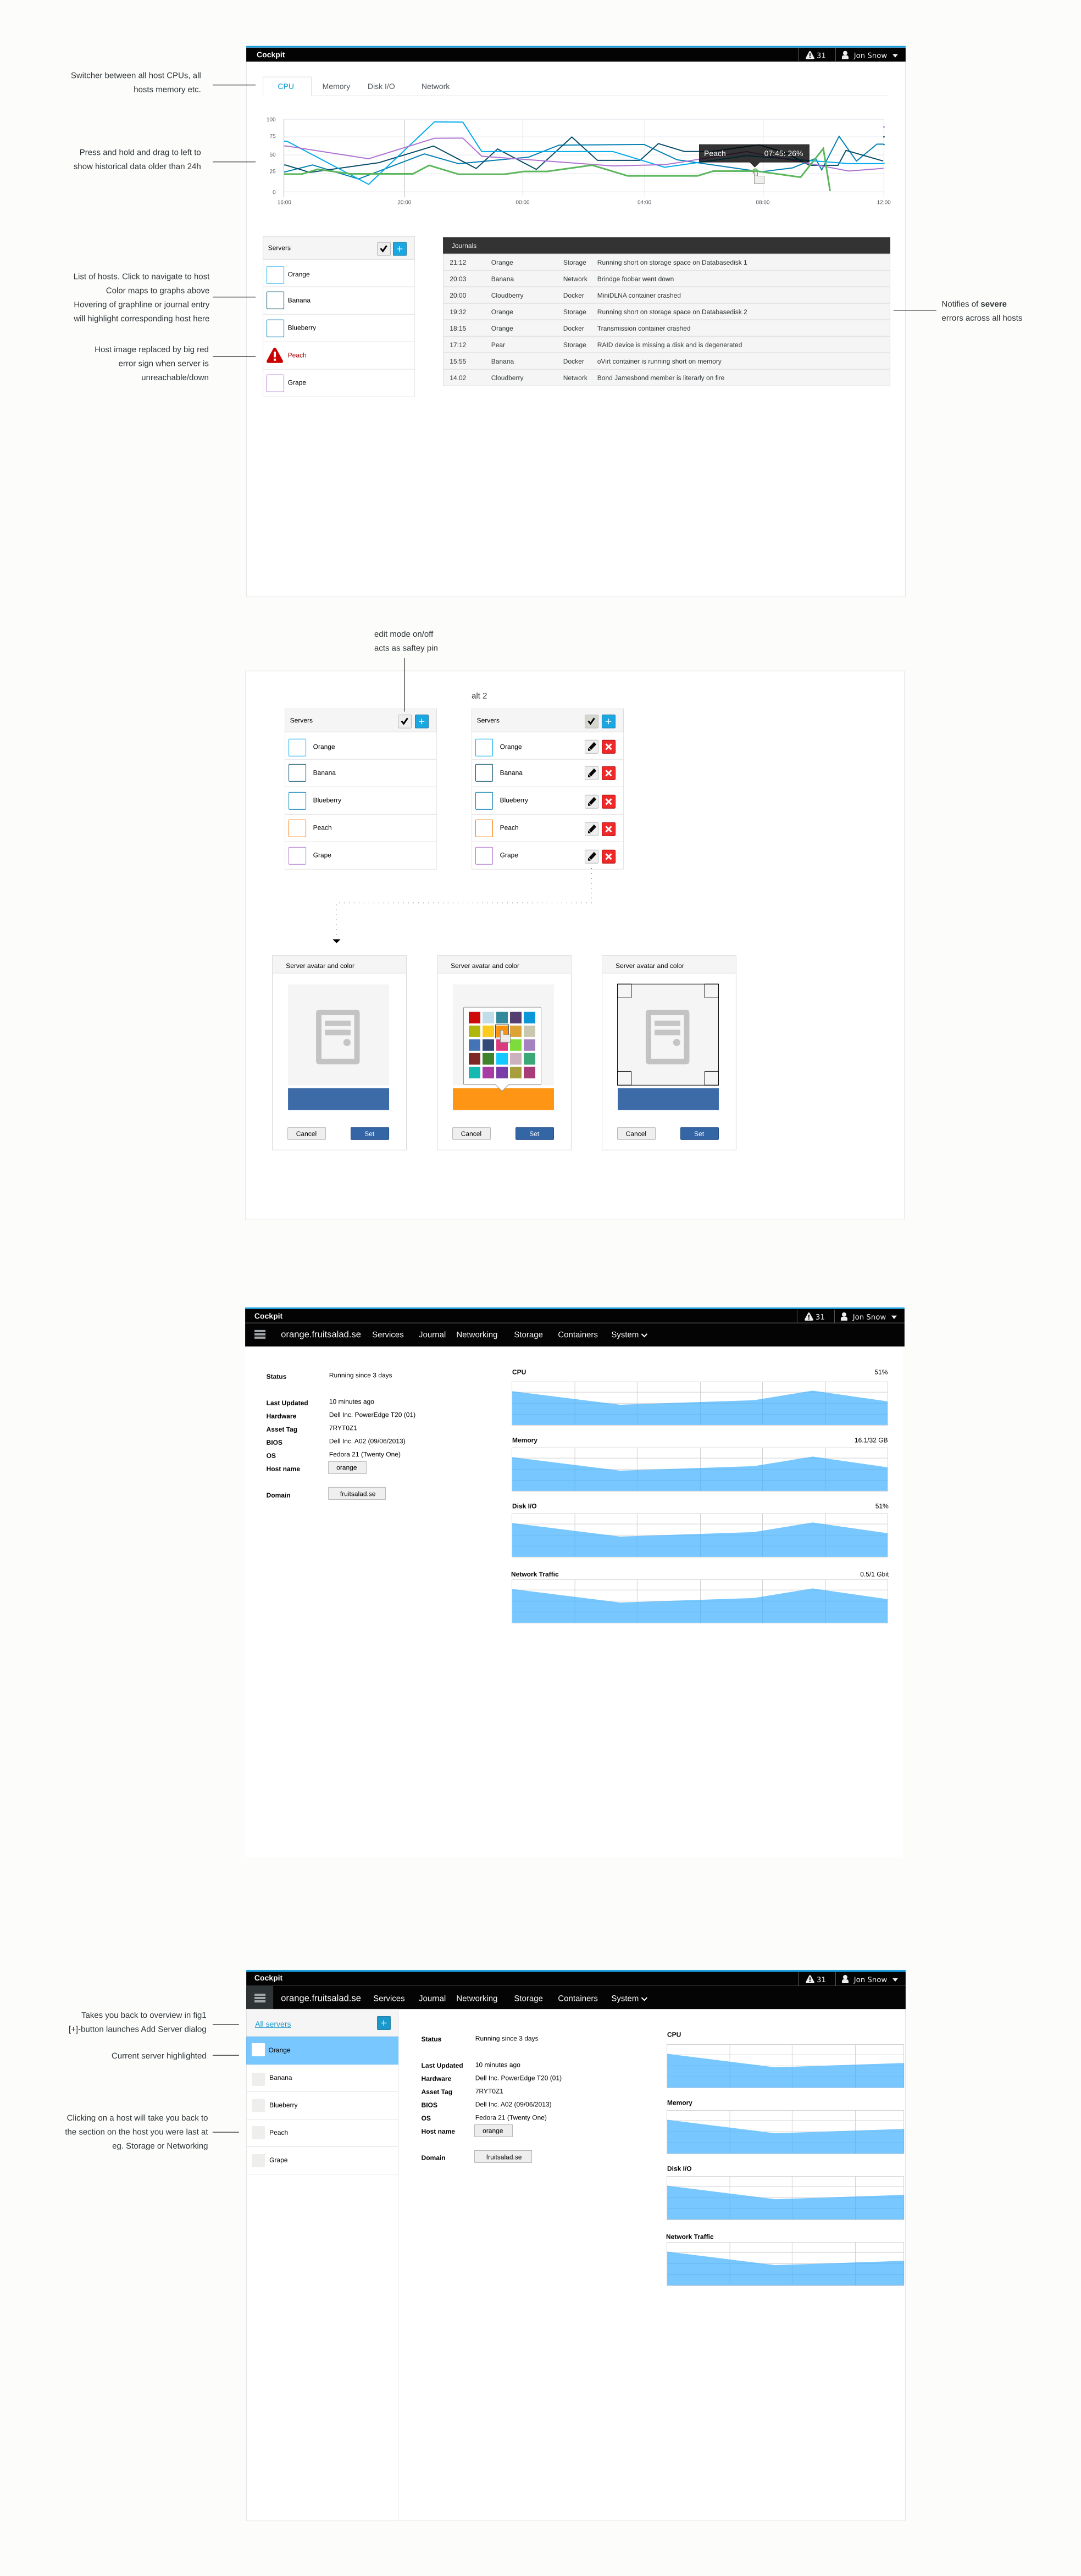 Cockpit
31
Jon Snow
Switcher between all host CPUs, all
hosts memory etc.
CPU
Memory
Disk I/O
Network
100
75
50
25
0
Press and hold and drag to left to
show historical data older than 24h
Peach 07:45: 26%
16:00
20:00
00:00
04:00
08:00
12:00
Servers
Orange
Banana
Blueberry
Peach
Grape
List of hosts. Click to navigate to host
Color maps to graphs above
Hovering of graphline or journal entry
will highlight corresponding host here
Host image replaced by big red
error sign when server is
unreachable/down
Journals
21:12 Orange Storage Running short on storage space on Databasedisk 1
20:03 Banana Network Brindge foobar went down
20:00 Cloudberry Docker MiniDLNA container crashed
19:32 Orange Storage Running short on storage space on Databasedisk 2
18:15 Orange Docker Transmission container crashed
17:12 Pear Storage RAID device is missing a disk and is degenerated
15:55 Banana Docker oVirt container is running short on memory
14.02 Cloudberry Network Bond Jamesbond member is literarly on fire
Notifies of severe
errors across all hosts
edit mode on/off
acts as saftey pin
Servers
Orange
Banana
Blueberry
Peach
Grape
alt 2
Servers
Orange
Banana
Blueberry
Peach
Grape
Server avatar and color
Cancel
Set
Server avatar and color
Cancel
Set
Server avatar and color
Cancel
Set
Cockpit
31
Jon Snow
orange.fruitsalad.se Services Journal Networking Storage Containers System
Status Running since 3 days
Last Updated 10 minutes ago
Hardware Dell Inc. PowerEdge T20 (01)
Asset Tag 7RYT0Z1
BIOS Dell Inc. A02 (09/06/2013)
OS Fedora 21 (Twenty One)
Host name orange
Domain fruitsalad.se
CPU 51%
Memory 16.1/32 GB
Disk I/O 51%
Network Traffic 0.5/1 Gbit
Cockpit
31
Jon Snow
orange.fruitsalad.se Services Journal Networking Storage Containers System
Takes you back to overview in fig1
[+]-button launches Add Server dialog
Current server highlighted
Clicking on a host will take you back to
the section on the host you were last at
eg. Storage or Networking
All servers
Orange
Banana
Blueberry
Peach
Grape
Status Running since 3 days
Last Updated 10 minutes ago
Hardware Dell Inc. PowerEdge T20 (01)
Asset Tag 7RYT0Z1
BIOS Dell Inc. A02 (09/06/2013)
OS Fedora 21 (Twenty One)
Host name orange
Domain fruitsalad.se
CPU
Memory
Disk I/O
Network Traffic